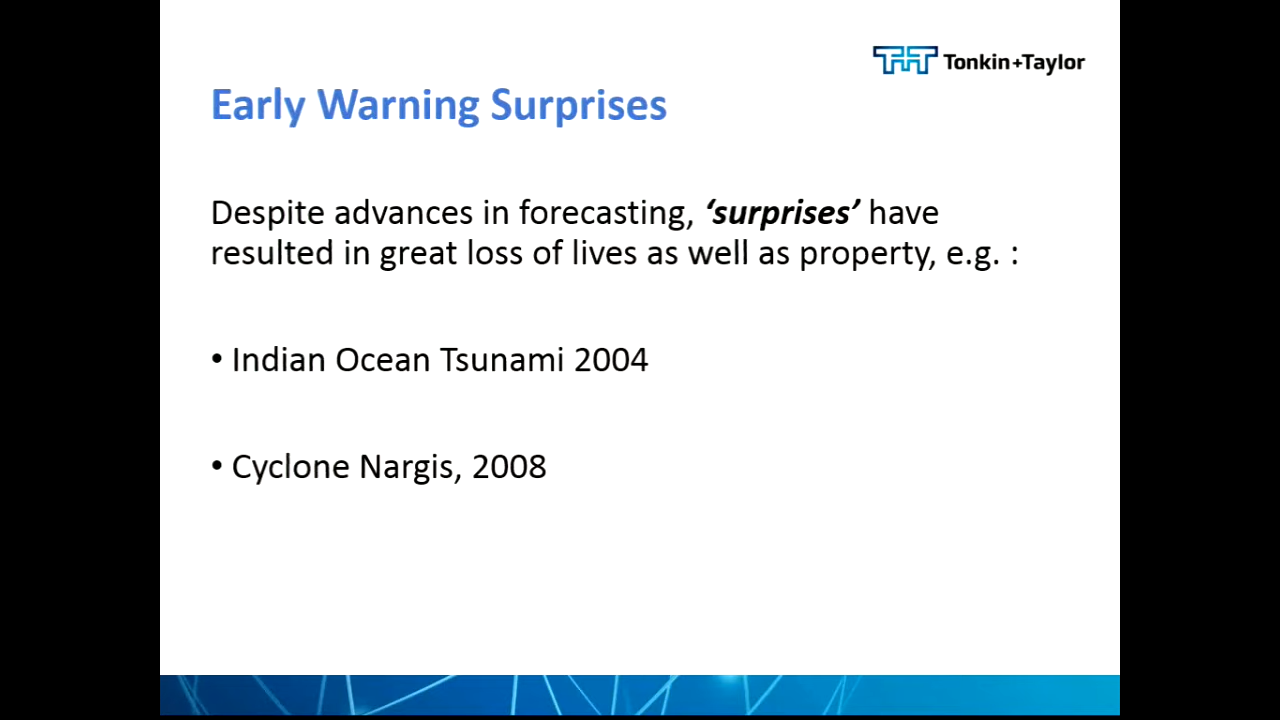 Tonkin+Taylor
Early Warning Surprises
Despite advances in forecasting, ‘surprises’ have
resulted in great loss of lives as well as property, e.g. :
• Indian Ocean Tsunami 2004
• Cyclone Nargis, 2008